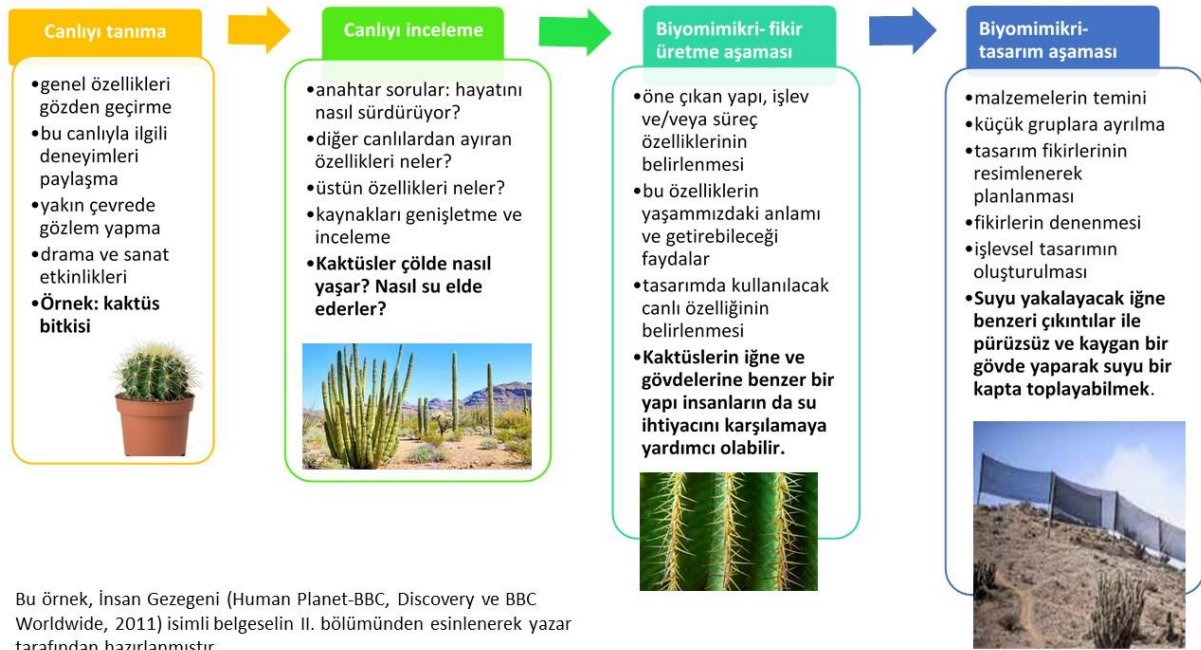 Canlıyı tanıma
•genel özellikleri
gözden geçirme
•bu canlıyla ilgili
deneyimleri
paylaşma
•yakın çevrede
gözlem yapma
•drama ve sanat
etkinlikleri
•Örnek: kaktüs
bitkisi
Canlıyı inceleme
•anahtar sorular: hayatını
nasıl sürdürüyor?
•diğer canlılardan ayıran
özellikleri neler?
•üstün özellikleri neler?
•kaynakları genişletme ve
inceleme
•Kaktüsler çölde nasıl
yaşar? Nasıl su elde
ederler?
Biyomimikri- fikir
üretme aşaması
•öne çıkan yapı, işlev
ve/veya süreç
özelliklerinin
belirlenmesi
•bu özelliklerin
yaşammızdaki anlamı
ve getirebileceği
faydalar
•tasarımda kullanılacak
canlı özelliğinin
belirlenmesi
•Kaktüslerin iğne ve
gövdelerine benzer bir
yapı insanların da su
ihtiyacını karşılamaya
yardımcı olabilir.
Biyomimikri-
tasarım aşaması
•malzemelerin temini
•küçük gruplara ayrılma
•tasarım fikirlerinin
resimlenerek
planlanması
•fikirlerin denenmesi
•işlevsel tasarımın
oluşturulması
•Suyu yakalayacak iğne
benzeri çıkıntılar ile
pürüzsüz ve kaygan bir
gövde yaparak suyu bir
kapta toplayabilmek.
Bu örnek, İnsan Gezegeni (Human Planet-BBC, Discovery ve BBC
Worldwide, 2011) isimli belgeselin II. bölümünden esinlenerek yazar
tarafından hazırlanmıştır